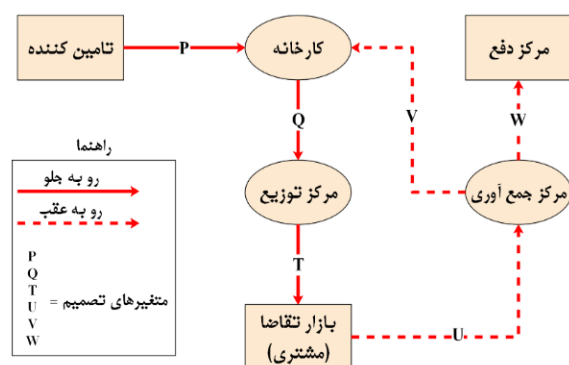 تامین کننده
P
کارخانه
مرکز دفع
Q
V
W
راهنما
رو به جلو
رو به عقب
P
Q
T
U
V
W
متغیرهای تصمیم =
مرکز توزیع
مرکز جمع آوری
T
بازار تقاضا
(مشتری)
U